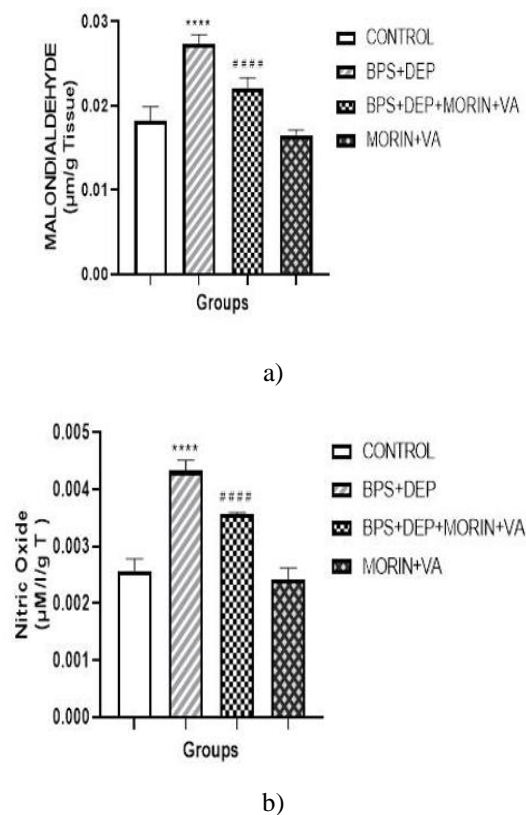 MALONDIALDEHYDE
(µm/g Tissue)
0.03
0.02
0.01
0.00
****
####
Groups
CONTROL
BPS+DEP
BPS+DEP+MORIN+VA
MORIN+VA
a)
Nitric Oxide
(µM/l/g T )
0.005
0.004
0.003
0.002
0.001
0.000
****
####
Groups
CONTROL
BPS+DEP
BPS+DEP+MORIN+VA
MORIN+VA
b)